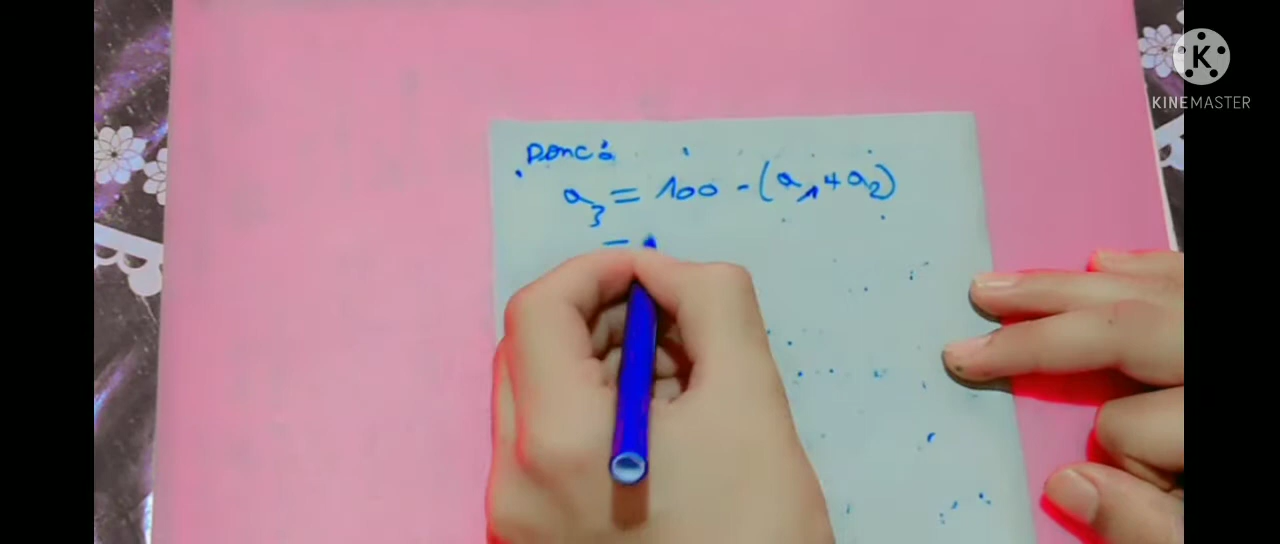 Donc:
a₃ = 100 - (a₁ + a₂)
=
K
KINEMASTER